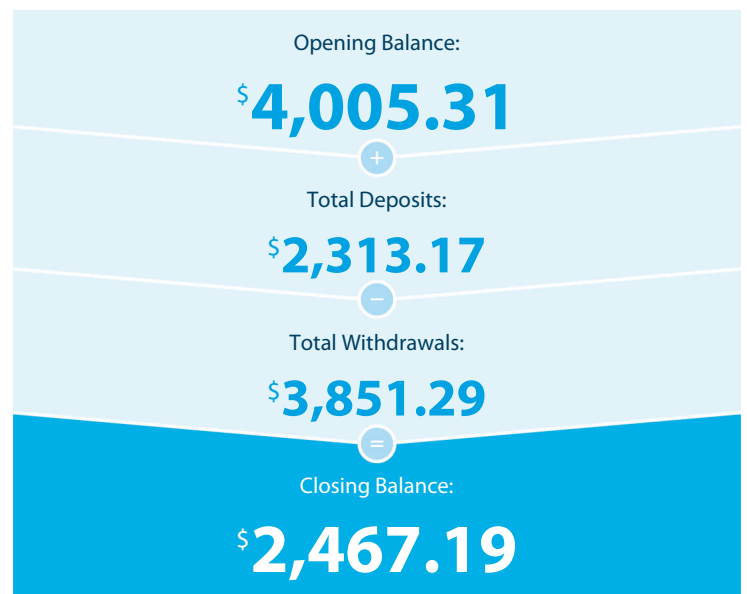 Opening Balance:
$4,005.31
+
Total Deposits:
$2,313.17
−
Total Withdrawals:
$3,851.29
=
Closing Balance:
$2,467.19